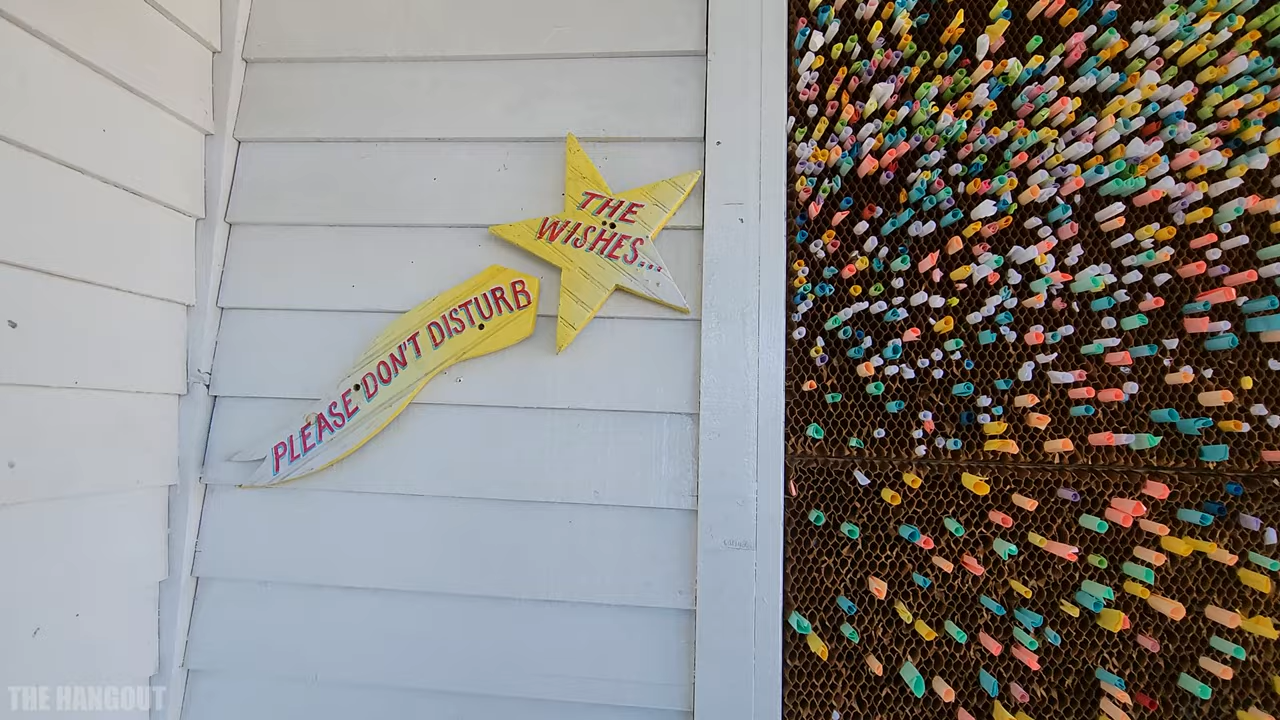 THE
WISHES...
PLEASE DON'T DISTURB
THE HANGOUT